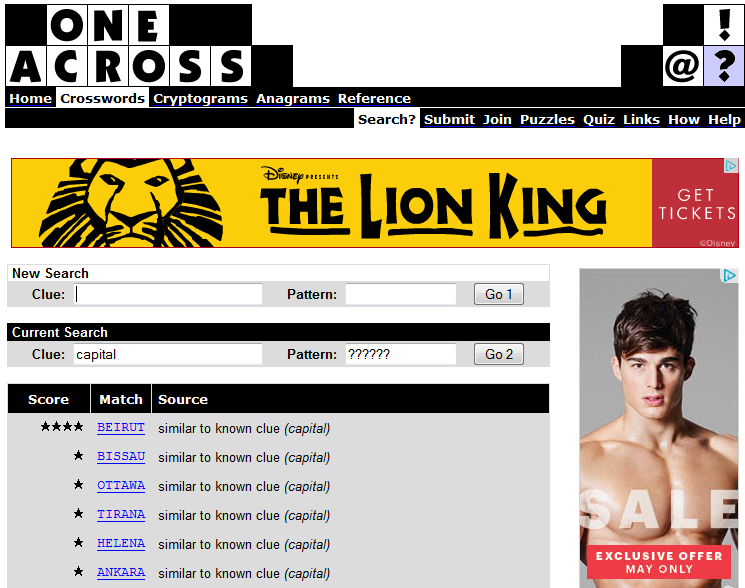 ONE
ACROSS
!
@ ?
Home Crosswords Cryptograms Anagrams Reference
Search? Submit Join Puzzles Quiz Links How Help
Disney PRESENTS
THE LION KING
GET
TICKETS
©Disney
New Search
Clue: Pattern: Go 1
Current Search
Clue: capital Pattern: ?????? Go 2
Score Match Source
★★★★ BEIRUT similar to known clue (capital)
★ BISSAU similar to known clue (capital)
★ OTTAWA similar to known clue (capital)
★ TIRANA similar to known clue (capital)
★ HELENA similar to known clue (capital)
★ ANKARA similar to known clue (capital)
SALE
EXCLUSIVE OFFER
MAY ONLY